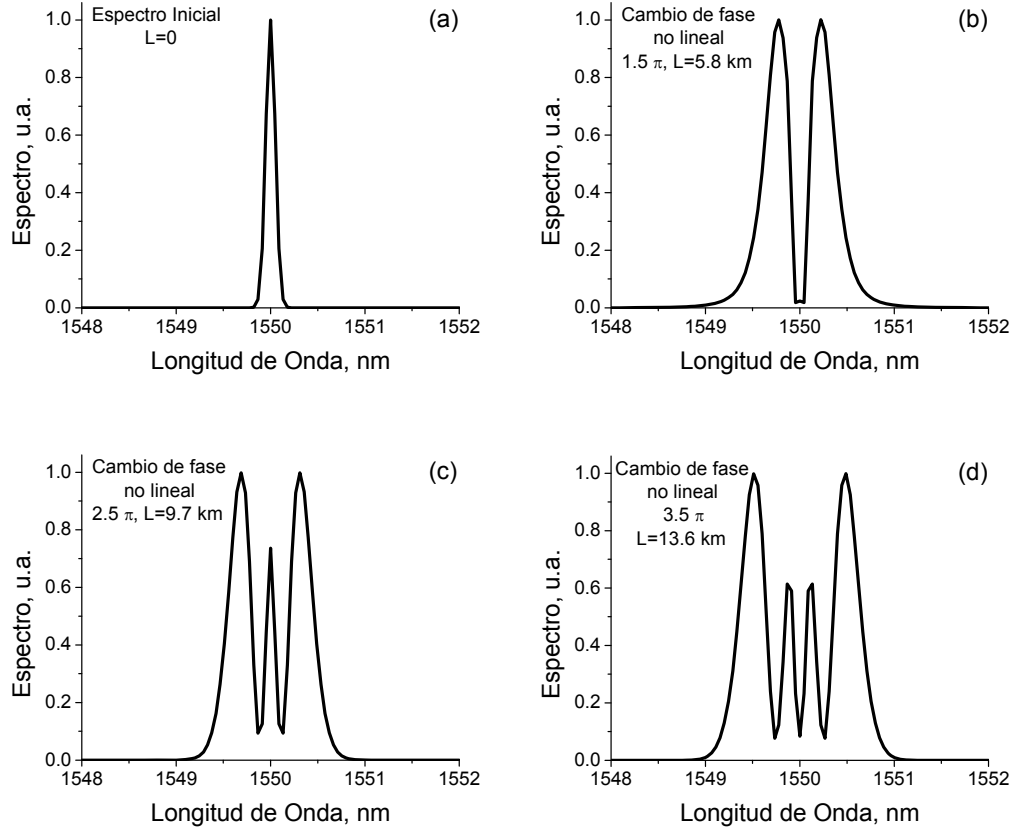 Espectro Inicial
L=0
(a)
Espectro, u.a.
1.0
0.8
0.6
0.4
0.2
0.0
1548 1549 1550 1551 1552
Longitud de Onda, nm
Cambio de fase
no lineal
1.5 π, L=5.8 km
(b)
Espectro, u.a.
1.0
0.8
0.6
0.4
0.2
0.0
1548 1549 1550 1551 1552
Longitud de Onda, nm
Cambio de fase
no lineal
2.5 π, L=9.7 km
(c)
Espectro, u.a.
1.0
0.8
0.6
0.4
0.2
0.0
1548 1549 1550 1551 1552
Longitud de Onda, nm
Cambio de fase
no lineal
3.5 π
L=13.6 km
(d)
Espectro, u.a.
1.0
0.8
0.6
0.4
0.2
0.0
1548 1549 1550 1551 1552
Longitud de Onda, nm